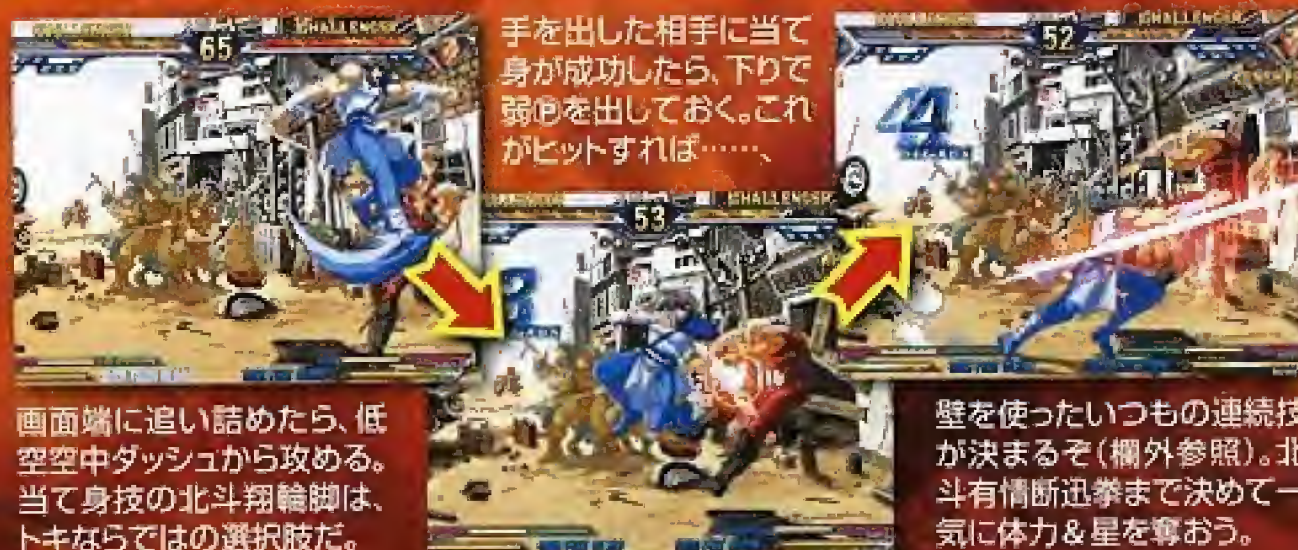 CHALLENGER
65
画面端に追い詰めたら、低
空空中ダッシュから攻める。
当て身技の北斗翔輪脚は、
トキならではの選択肢だ。
手を出した相手に当て
身が成功したら、下りで
弱Ⓟを出しておく。これ
がヒットすれば……、
CHALLENGER
53
CHALLENGER
52
4
壁を使ったいつもの連続技
が決まるぞ(欄外参照)。北
斗有情断迅拳まで決めて一
気に体力&星を奪おう。